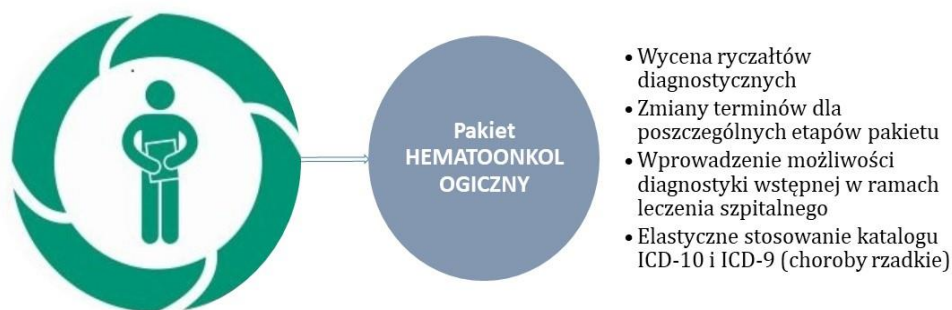 Pakiet
HEMATOONKOL
OGICZNY
• Wycena ryczałtów
diagnostycznych
• Zmiany terminów dla
poszczególnych etapów pakietu
• Wprowadzenie możliwości
diagnostyki wstępnej w ramach
leczenia szpitalnego
• Elastyczne stosowanie katalogu
ICD-10 i ICD-9 (choroby rzadkie)